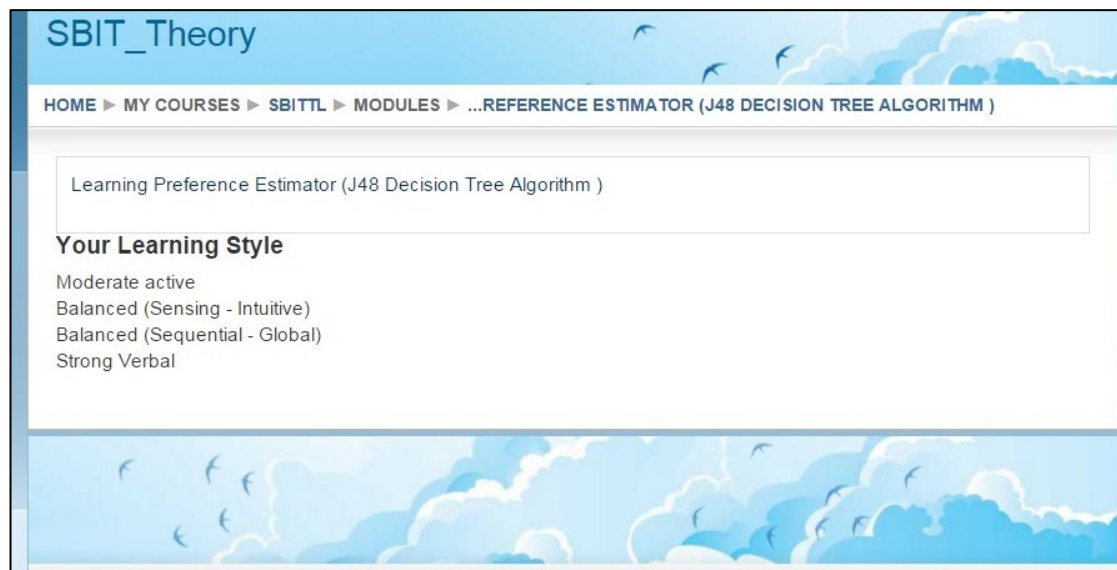 SBIT_Theory
HOME ▶ MY COURSES ▶ SBITTL ▶ MODULES ▶ ...REFERENCE ESTIMATOR (J48 DECISION TREE ALGORITHM )
Learning Preference Estimator (J48 Decision Tree Algorithm )
Your Learning Style
Moderate active
Balanced (Sensing - Intuitive)
Balanced (Sequential - Global)
Strong Verbal